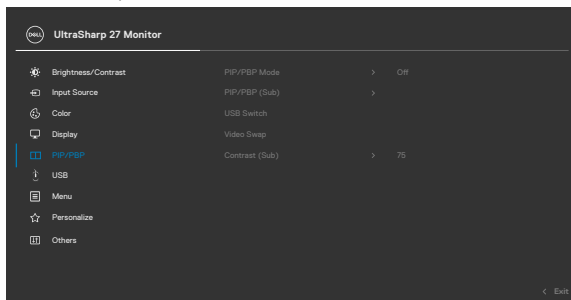 DELL UltraSharp 27 Monitor
Brightness/Contrast PIP/PBP Mode > Off
Input Source PIP/PBP (Sub) >
Color USB Switch
Display Video Swap
PIP/PBP Contrast (Sub) > 75
USB
Menu
Personalize
Others
< Exit